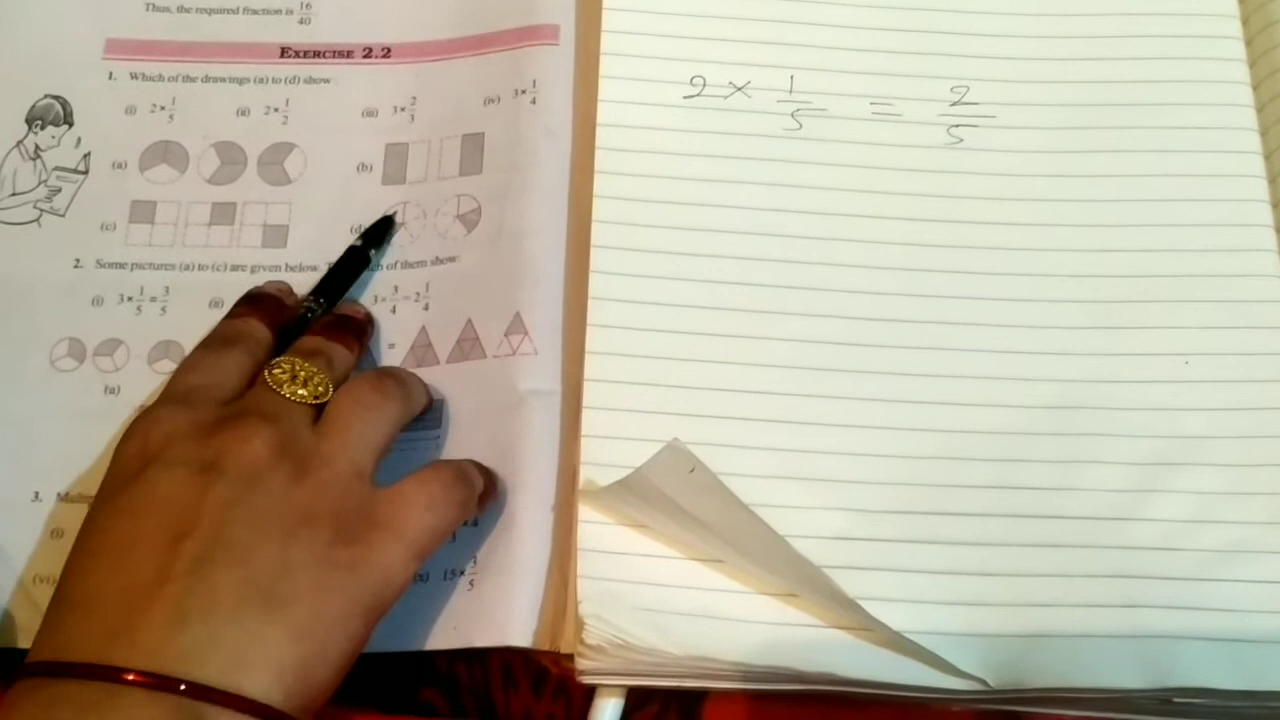 Thus, the required fraction is 16/40
EXERCISE 2.2
1. Which of the drawings (a) to (d) show
(i) 2×1/5 (ii) 2×1/2 (iii) 3×2/3 (iv) 3×1/4
(a) (b)
(c) (d
2. Some pictures (a) to (c) are given below. of them show:
(i) 3×1/5=3/5 (ii) 3×3/4=2 1/4
=
(a)
3.
(i)
(vi) (x) 15×3/5
2 × 1/5 = 2/5